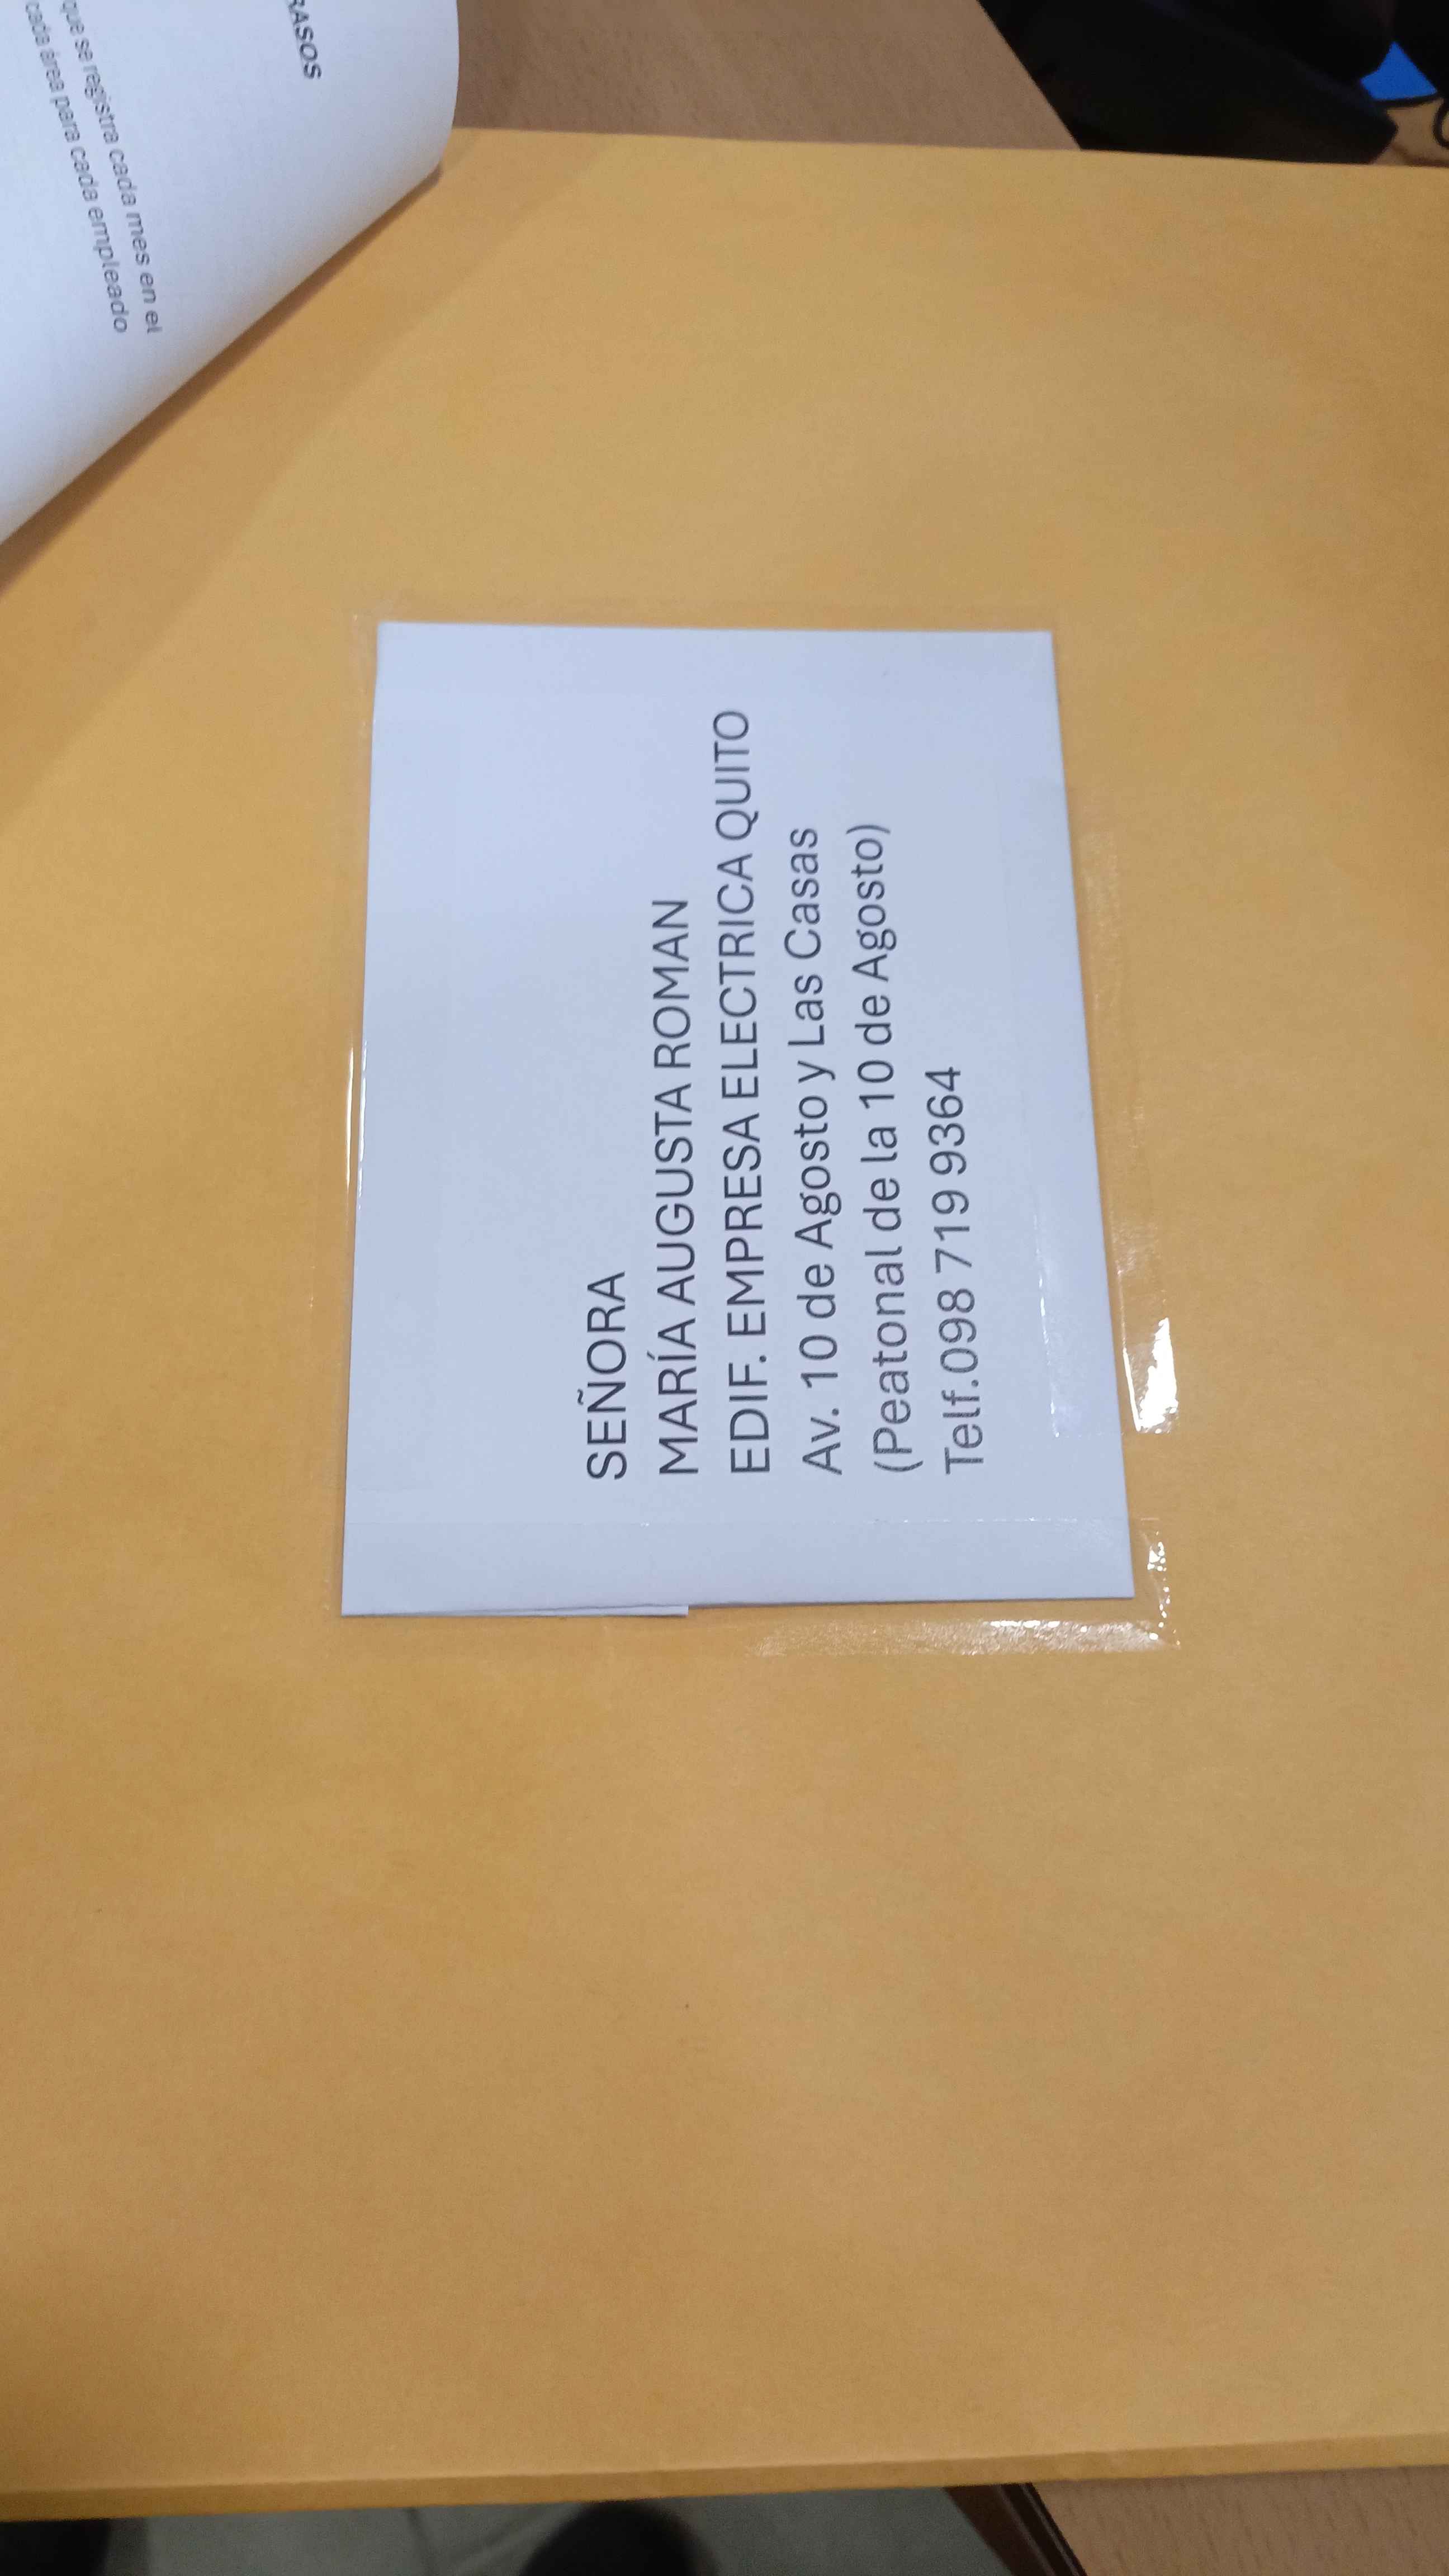 SEÑORA
MARÍA AUGUSTA ROMAN
EDIF. EMPRESA ELECTRICA QUITO
Av. 10 de Agosto y Las Casas
(Peatonal de la 10 de Agosto)
Telf.098 719 9364
RASOS
que se registra cada mes en el
cada área para cada empleado